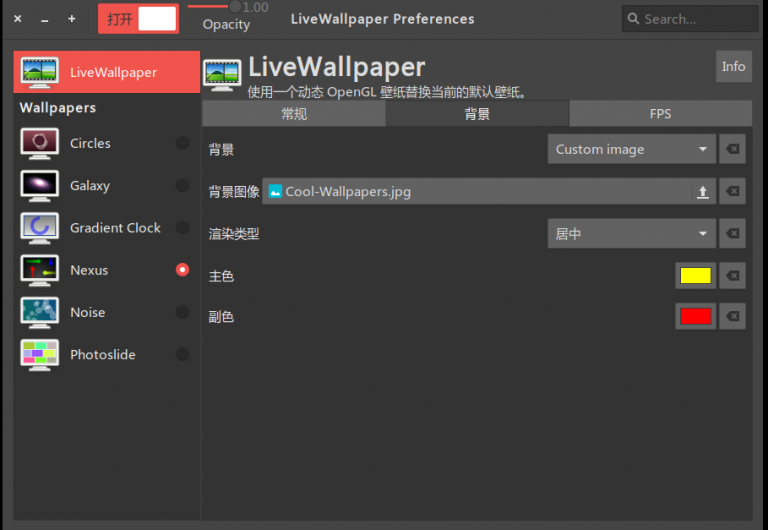 打开
1.00
Opacity
LiveWallpaper Preferences
Search...
LiveWallpaper
Wallpapers
Circles
Galaxy
Gradient Clock
Nexus
Noise
Photoslide
LiveWallpaper
使用一个动态 OpenGL 壁纸替换当前的默认壁纸。
Info
常规
背景
FPS
背景
Custom image
背景图像
Cool-Wallpapers.jpg
渲染类型
居中
主色
副色